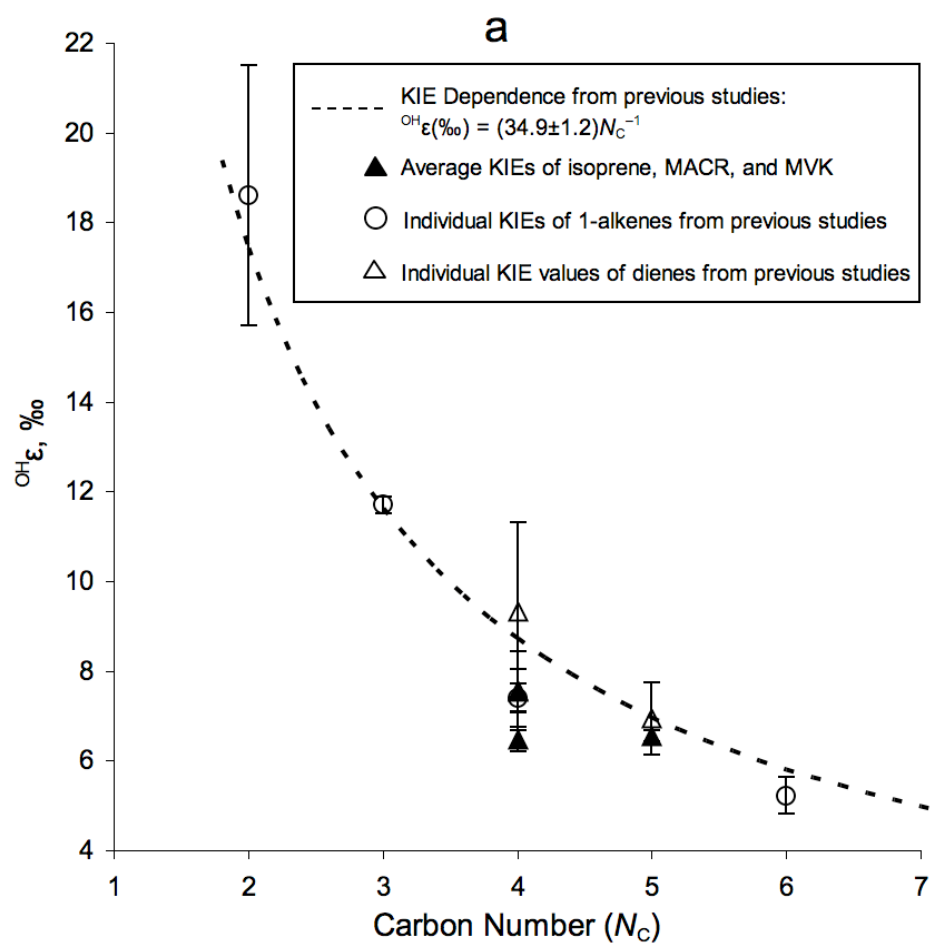 a
22
20
18
16
14
12
10
8
6
4
ᴼᴴε, ‰
KIE Dependence from previous studies:
ᴼᴴε(‰) = (34.9±1.2)N_C⁻¹
Average KIEs of isoprene, MACR, and MVK
Individual KIEs of 1-alkenes from previous studies
Individual KIE values of dienes from previous studies
1 2 3 4 5 6 7
Carbon Number (N_C)